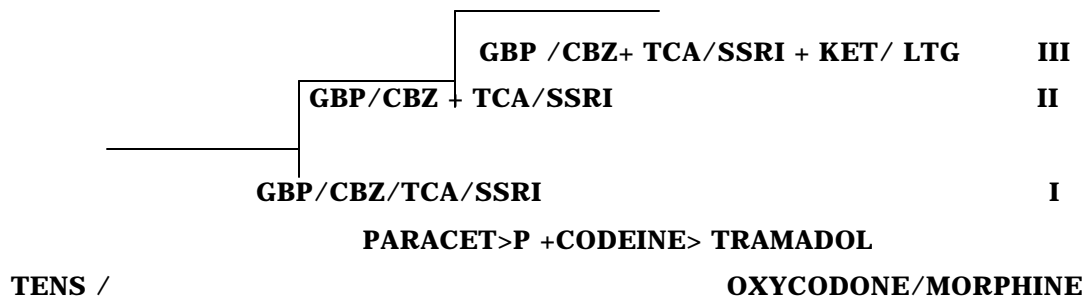 GBP /CBZ+ TCA/SSRI + KET/ LTG III
GBP/CBZ + TCA/SSRI II
GBP/CBZ/TCA/SSRI I
PARACET>P +CODEINE> TRAMADOL
TENS / OXYCODONE/MORPHINE